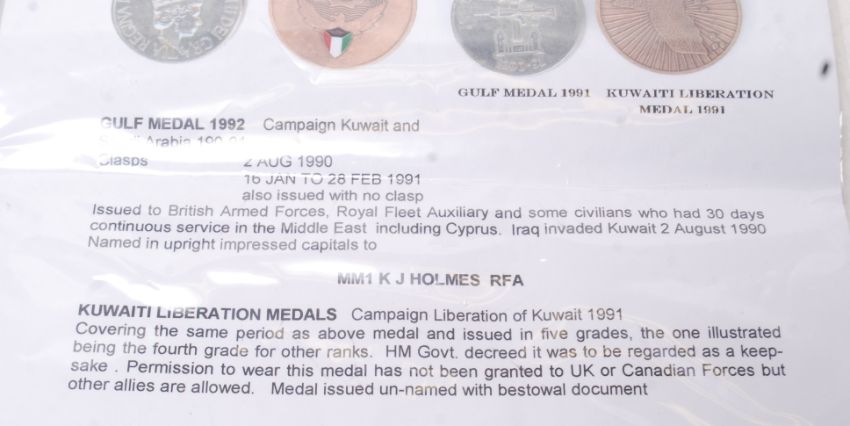 GULF MEDAL 1991 KUWAITI LIBERATION
MEDAL 1991
GULF MEDAL 1992 Campaign Kuwait and
Arabia
Clasps 2 AUG 1990
16 JAN TO 28 FEB 1991
also issued with no clasp
Issued to British Armed Forces, Royal Fleet Auxiliary and some civilians who had 30 days
continuous service in the Middle East including Cyprus. Iraq invaded Kuwait 2 August 1990
Named in upright impressed capitals to
MM1 K J HOLMES RFA
KUWAITI LIBERATION MEDALS Campaign Liberation of Kuwait 1991
Covering the same period as above medal and issued in five grades, the one illustrated
being the fourth grade for other ranks. HM Govt. decreed it was to be regarded as a keep-
sake . Permission to wear this medal has not been granted to UK or Canadian Forces but
other allies are allowed. Medal issued un-named with bestowal document